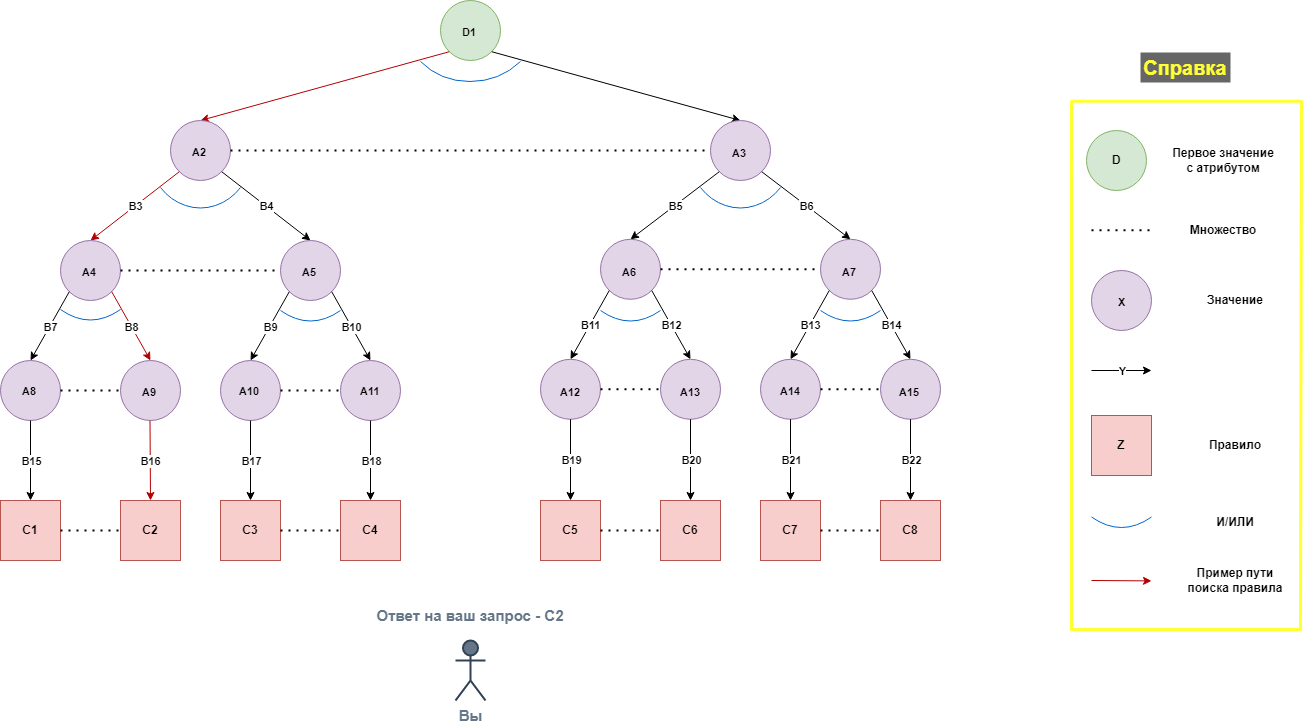 D1
Справка
A2
A3
D
Первое значение
с атрибутом
B3
B4
B5
B6
Множество
A4
A5
A6
A7
X
Значение
B7
B8
B9
B10
B11
B12
B13
B14
Y
A8
A9
A10
A11
A12
A13
A14
A15
Z
Правило
B15
B16
B17
B18
B19
B20
B21
B22
C1
C2
C3
C4
C5
C6
C7
C8
И/ИЛИ
Пример пути
поиска правила
Ответ на ваш запрос - C2
Вы